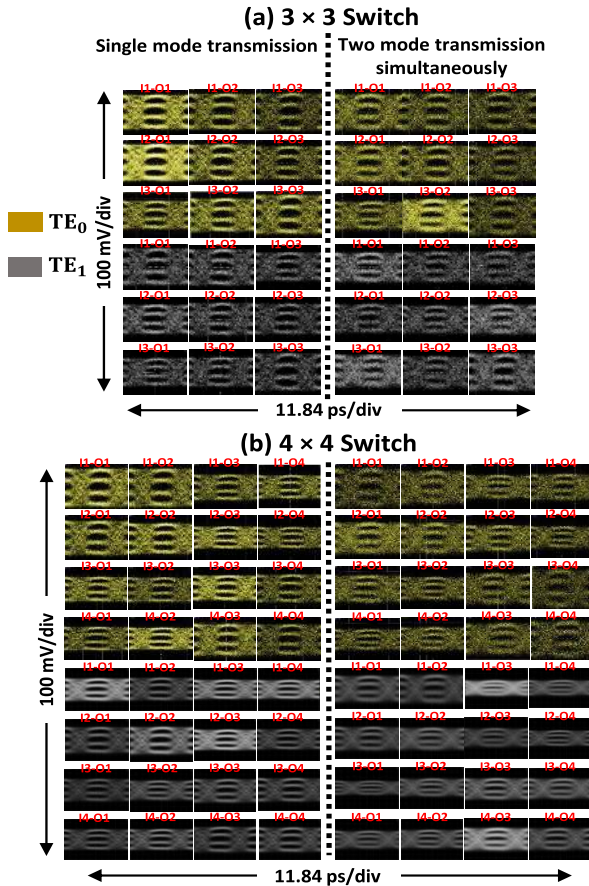 (a) 3 × 3 Switch
Single mode transmission
Two mode transmission
simultaneously
I1-O1 I1-O2 I1-O3 I1-O1 I1-O2 I1-O3
I2-O1 I2-O2 I2-O3 I2-O1 I2-O2 I2-O3
I3-O1 I3-O2 I3-O3 I3-O1 I3-O2 I3-O3
I1-O1 I1-O2 I1-O3 I1-O1 I1-O2 I1-O3
I2-O1 I2-O2 I2-O3 I2-O1 I2-O2 I2-O3
I3-O1 I3-O2 I3-O3 I3-O1 I3-O2 I3-O3
TE₀
TE₁
100 mV/div
11.84 ps/div
(b) 4 × 4 Switch
I1-O1 I1-O2 I1-O3 I1-O4 I1-O1 I1-O2 I1-O3 I1-O4
I2-O1 I2-O2 I2-O3 I2-O4 I2-O1 I2-O2 I2-O3 I2-O4
I3-O1 I3-O2 I3-O3 I3-O4 I3-O1 I3-O2 I3-O3 I3-O4
I4-O1 I4-O2 I4-O3 I4-O4 I4-O1 I4-O2 I4-O3 I4-O4
I1-O1 I1-O2 I1-O3 I1-O4 I1-O1 I1-O2 I1-O3 I1-O4
I2-O1 I2-O2 I2-O3 I2-O4 I2-O1 I2-O2 I2-O3 I2-O4
I3-O1 I3-O2 I3-O3 I3-O4 I3-O1 I3-O2 I3-O3 I3-O4
I4-O1 I4-O2 I4-O3 I4-O4 I4-O1 I4-O2 I4-O3 I4-O4
100 mV/div
11.84 ps/div